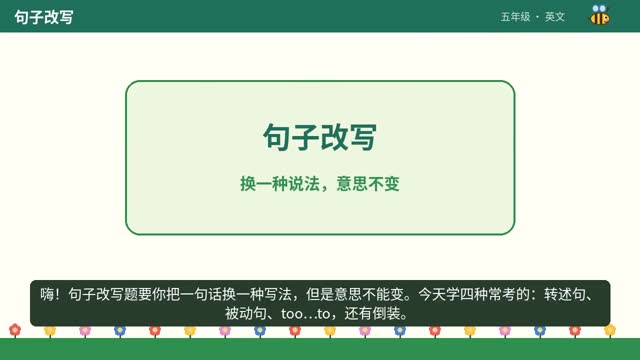 句子改写
五年级 · 英文
句子改写
换一种说法，意思不变
嗨！句子改写题要你把一句话换一种写法，但是意思不能变。今天学四种常考的：转述句、
被动句、too…to，还有倒装。